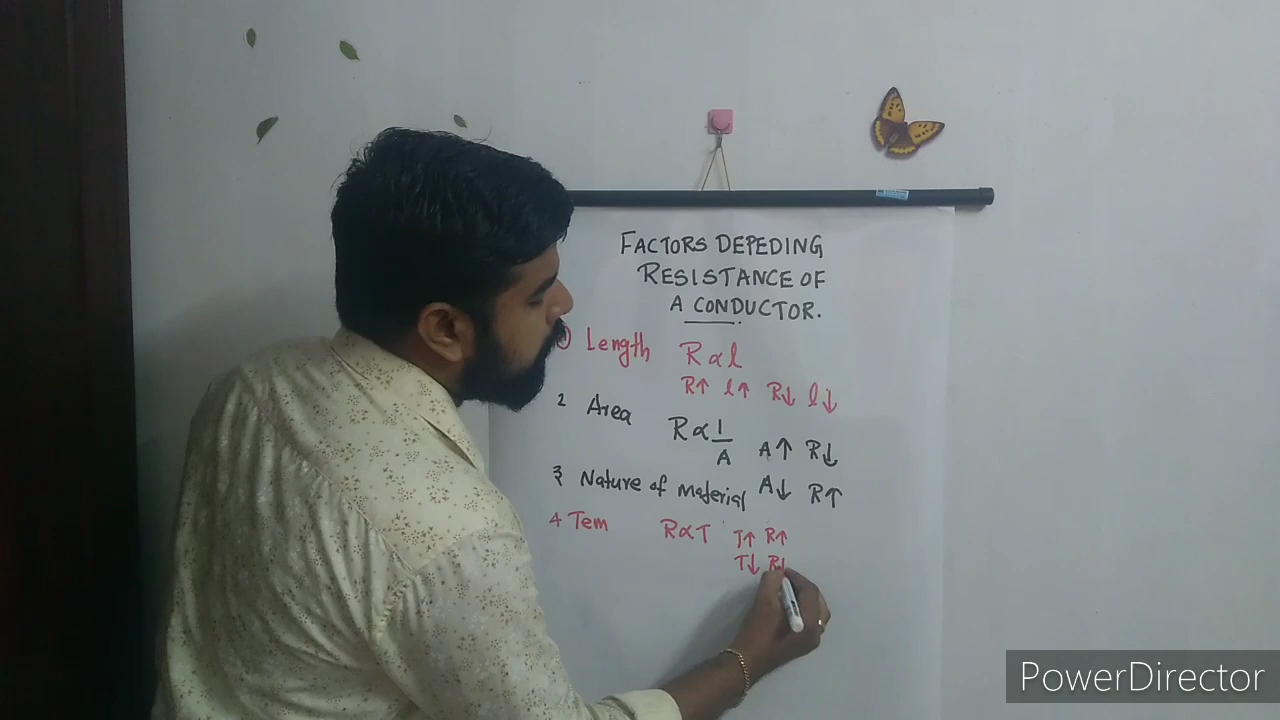 FACTORS DEPEDING
RESISTANCE OF
A CONDUCTOR.
① Length R ∝ l
R↑ l↑ R↓ l↓
2 Area R ∝ 1/A A↑ R↓
3 Nature of Material A↓ R↑
4 Tem R∝T T↑ R↑
T↓ R↓
PowerDirector